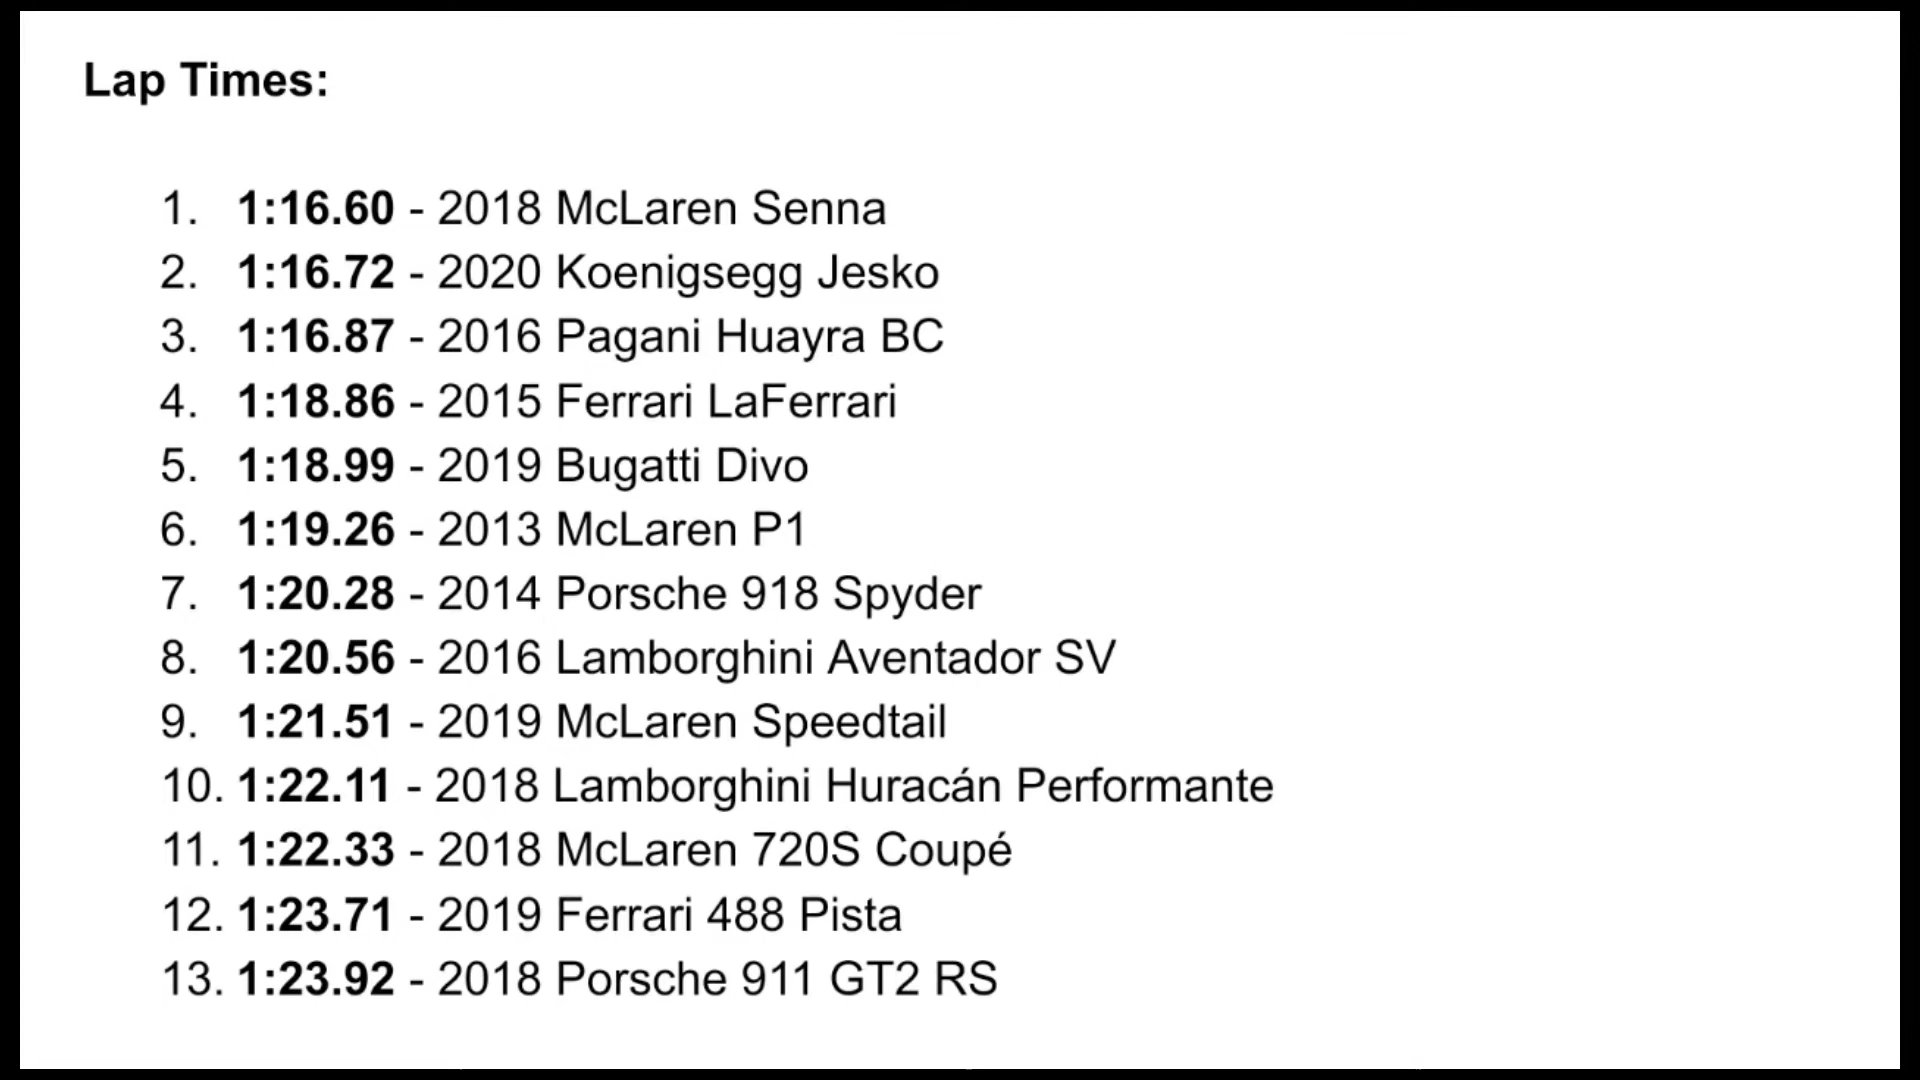 Lap Times:
1. 1:16.60 - 2018 McLaren Senna
2. 1:16.72 - 2020 Koenigsegg Jesko
3. 1:16.87 - 2016 Pagani Huayra BC
4. 1:18.86 - 2015 Ferrari LaFerrari
5. 1:18.99 - 2019 Bugatti Divo
6. 1:19.26 - 2013 McLaren P1
7. 1:20.28 - 2014 Porsche 918 Spyder
8. 1:20.56 - 2016 Lamborghini Aventador SV
9. 1:21.51 - 2019 McLaren Speedtail
10. 1:22.11 - 2018 Lamborghini Huracán Performante
11. 1:22.33 - 2018 McLaren 720S Coupé
12. 1:23.71 - 2019 Ferrari 488 Pista
13. 1:23.92 - 2018 Porsche 911 GT2 RS